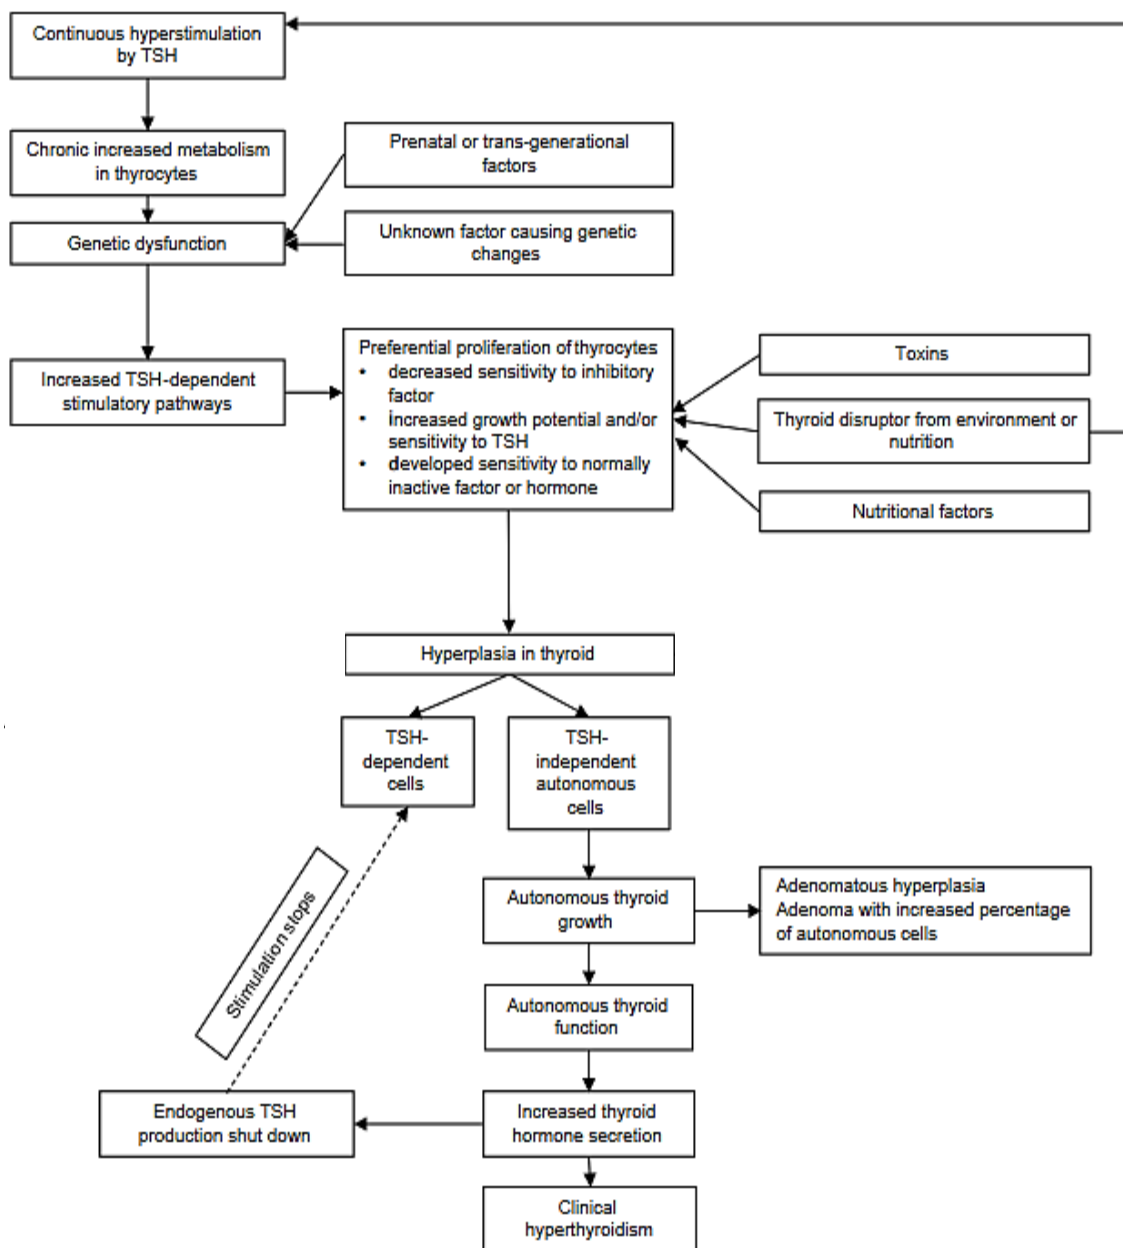 Continuous hyperstimulation
by TSH
Chronic increased metabolism
in thyrocytes
Prenatal or trans-generational
factors
Genetic dysfunction
Unknown factor causing genetic
changes
Increased TSH-dependent
stimulatory pathways
Preferential proliferation of thyrocytes
• decreased sensitivity to inhibitory
factor
• increased growth potential and/or
sensitivity to TSH
• developed sensitivity to normally
inactive factor or hormone
Toxins
Thyroid disruptor from environment or
nutrition
Nutritional factors
Hyperplasia in thyroid
TSH-
dependent
cells
TSH-
independent
autonomous
cells
Autonomous thyroid
growth
Adenomatous hyperplasia
Adenoma with increased percentage
of autonomous cells
Stimulation stops
Autonomous thyroid
function
Endogenous TSH
production shut down
Increased thyroid
hormone secretion
Clinical
hyperthyroidism